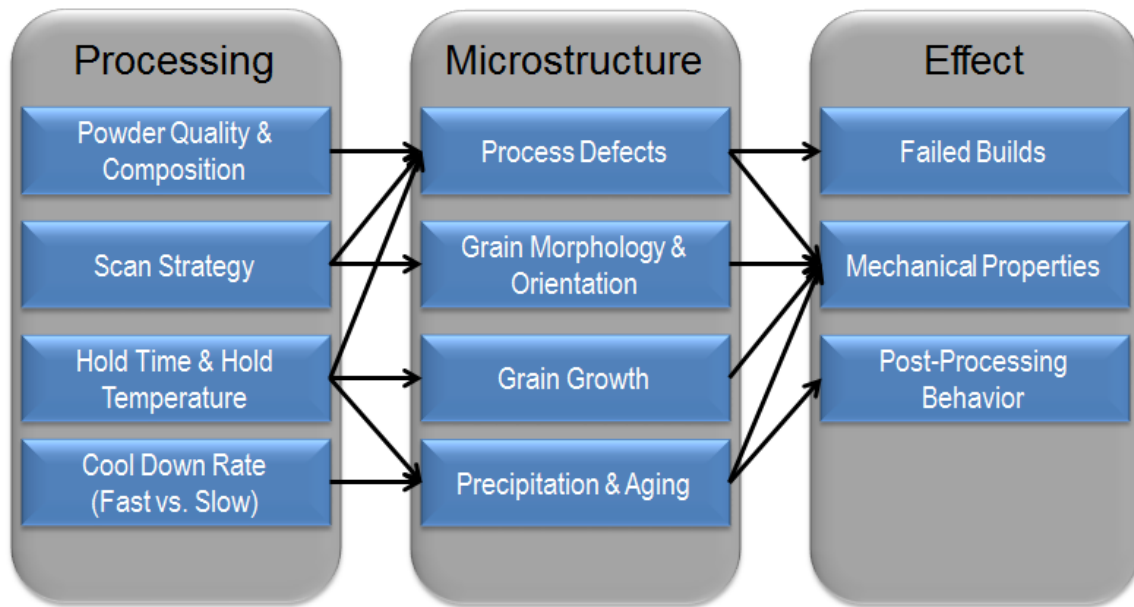 Processing
Powder Quality &
Composition
Scan Strategy
Hold Time & Hold
Temperature
Cool Down Rate
(Fast vs. Slow)
Microstructure
Process Defects
Grain Morphology &
Orientation
Grain Growth
Precipitation & Aging
Effect
Failed Builds
Mechanical Properties
Post-Processing
Behavior